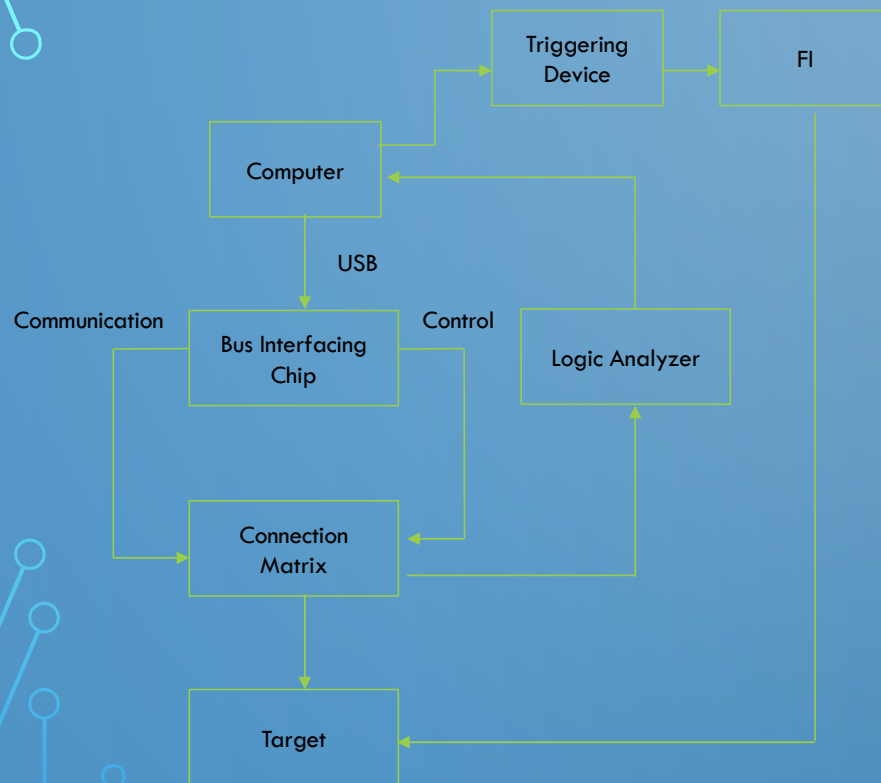 Triggering
Device
FI
Computer
USB
Communication
Control
Bus Interfacing
Chip
Logic Analyzer
Connection
Matrix
Target